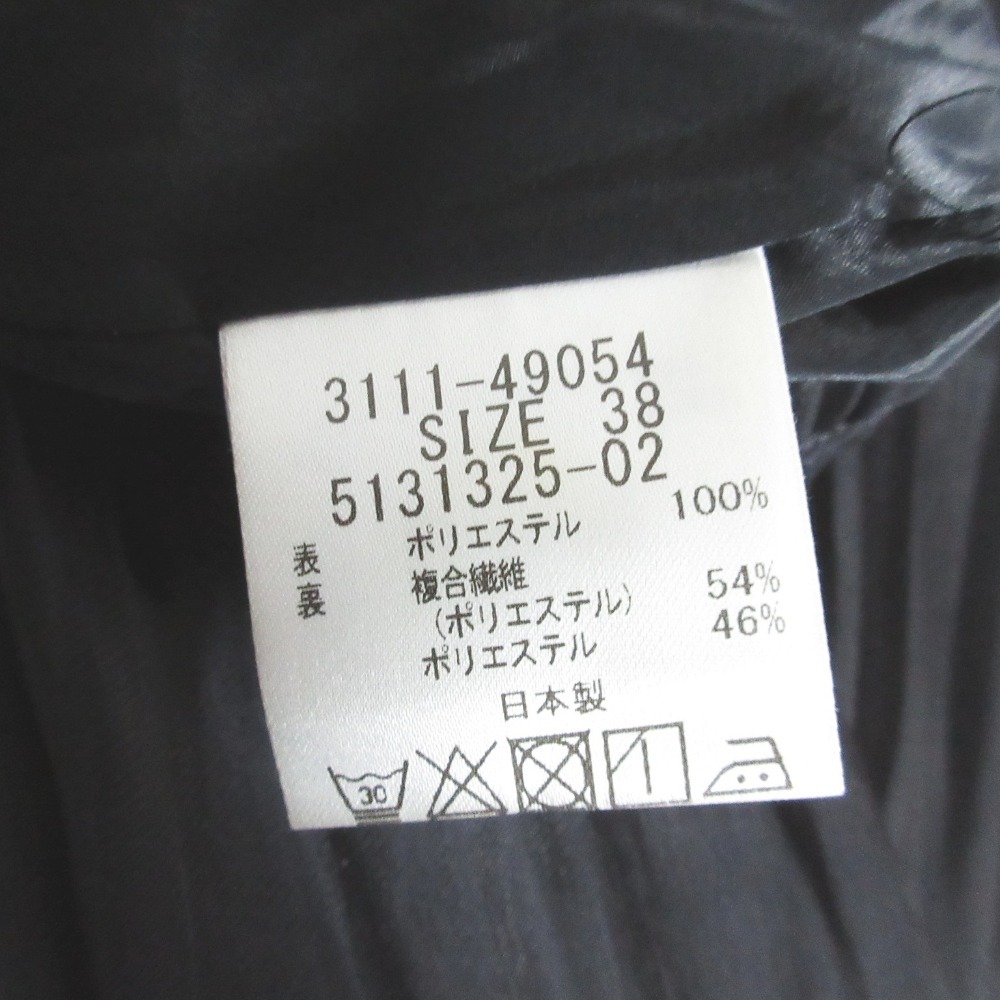 3111-49054
SIZE 38
5131325-02
表 ポリエステル 100%
裏 複合繊維
(ポリエステル) 54%
ポリエステル 46%
日本製
30